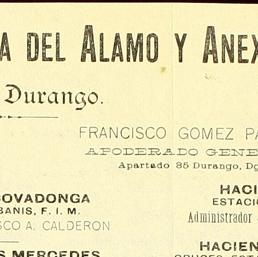 A DEL ALAMO Y ANEX
Durango.
FRANCISCO GOMEZ PA
APODERADO GENE
Apartado 85 Durango, Dg
OVADONGA
BANIS, F. I. M.
SCO A. CALDERON
S MERCEDES
HACI
ESTACIO
Administrador
HACIEN